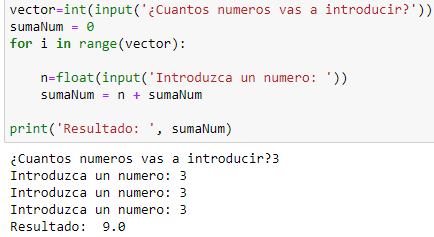 vector=int(input('¿Cuantos numeros vas a introducir?'))
sumaNum = 0
for i in range(vector):
    n=float(input('Introduzca un numero: '))
    sumaNum = n + sumaNum
print('Resultado: ', sumaNum)
¿Cuantos numeros vas a introducir?3
Introduzca un numero: 3
Introduzca un numero: 3
Introduzca un numero: 3
Resultado:  9.0